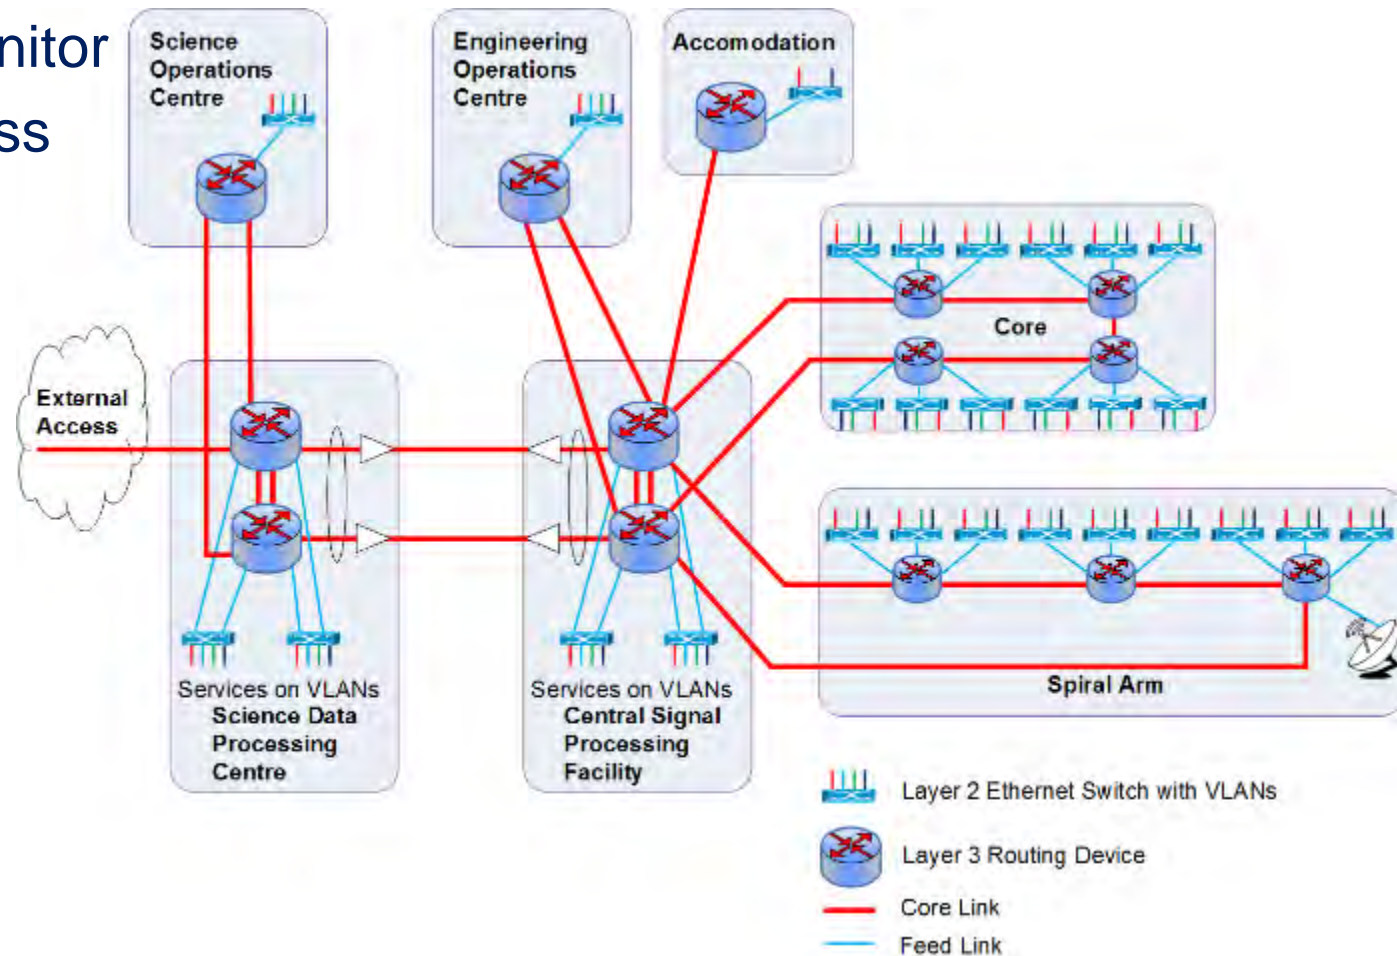 nitor
ss
Science
Operations
Centre
Engineering
Operations
Centre
Accomodation
External
Access
Core
Spiral Arm
Services on VLANs
Science Data
Processing
Centre
Services on VLANs
Central Signal
Processing
Facility
Layer 2 Ethernet Switch with VLANs
Layer 3 Routing Device
Core Link
Feed Link